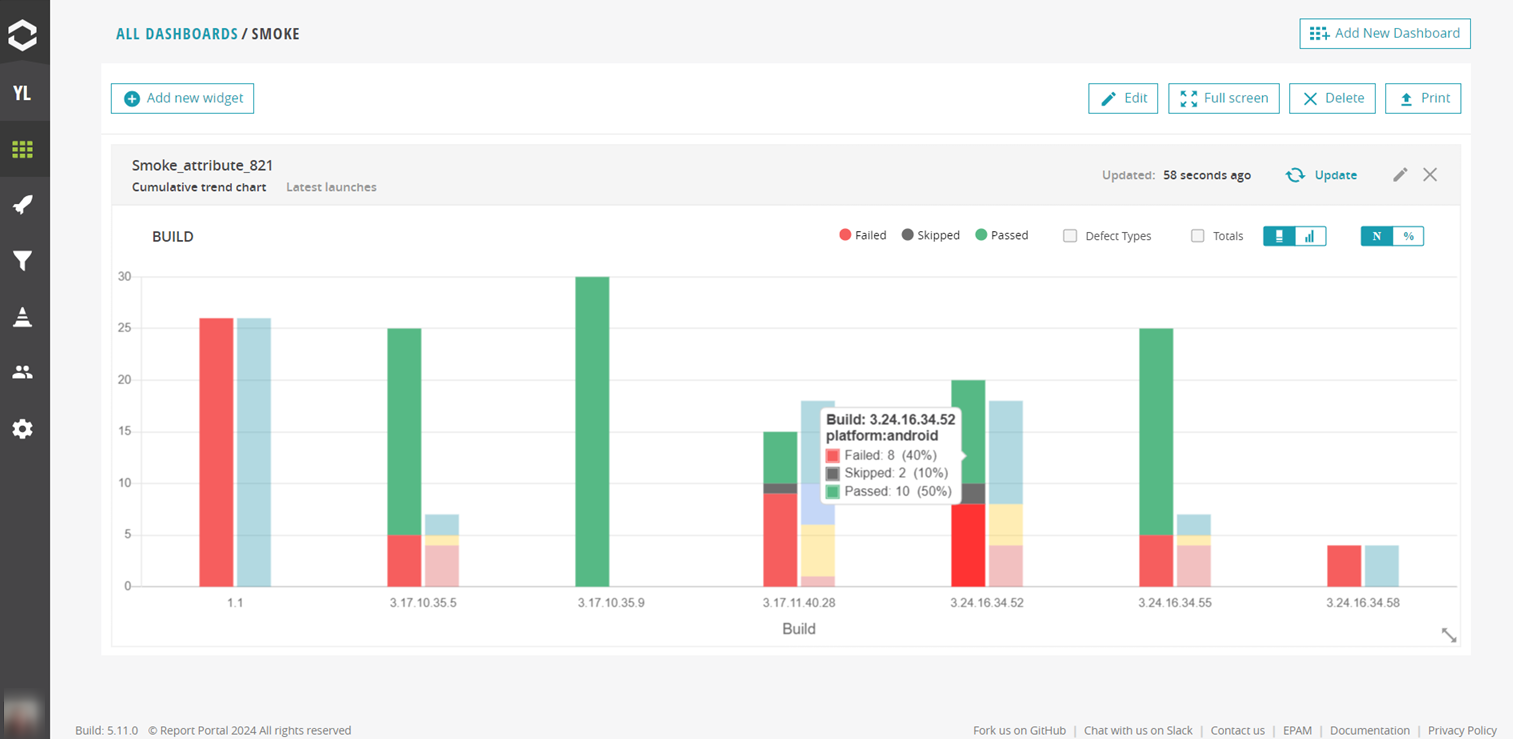 ALL DASHBOARDS / SMOKE
Add New Dashboard
YL
Add new widget
Edit
Full screen
Delete
Print
Smoke_attribute_821
Cumulative trend chart Latest launches
Updated: 58 seconds ago
Update
BUILD
Failed Skipped Passed
Defect Types
Totals
N %
30
25
20
15
10
5
0
Build: 3.24.16.34.52
platform:android
Failed: 8 (40%)
Skipped: 2 (10%)
Passed: 10 (50%)
1.1 3.17.10.35.5 3.17.10.35.9 3.17.11.40.28 3.24.16.34.52 3.24.16.34.55 3.24.16.34.58
Build
Build: 5.11.0 © Report Portal 2024 All rights reserved
Fork us on GitHub | Chat with us on Slack | Contact us | EPAM | Documentation | Privacy Policy